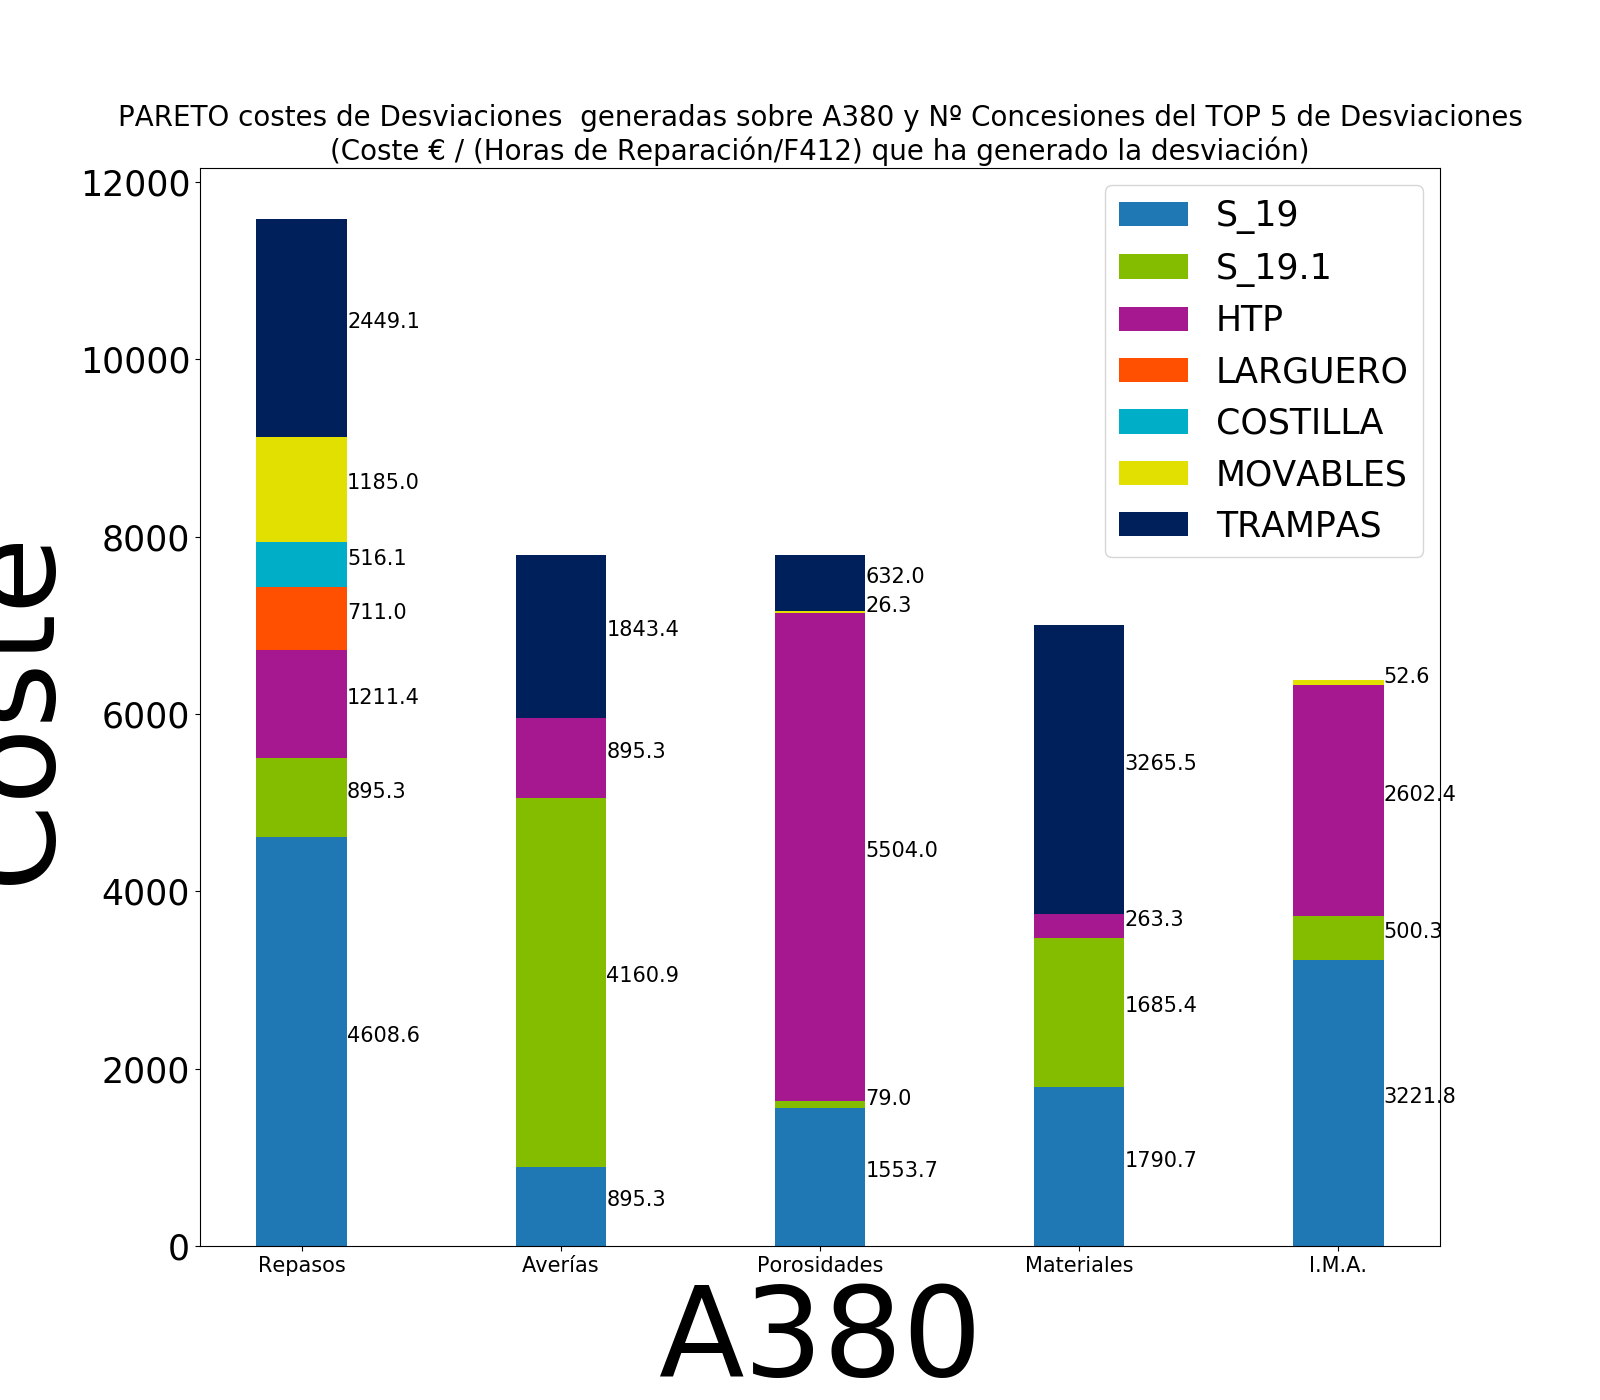 PARETO costes de Desviaciones  generadas sobre A380 y Nº Concesiones del TOP 5 de Desviaciones
(Coste € / (Horas de Reparación/F412) que ha generado la desviación)
Coste
12000
10000
8000
6000
4000
2000
0
2449.1
1185.0
516.1
711.0
1211.4
895.3
4608.6
1843.4
895.3
4160.9
895.3
632.0
26.3
5504.0
79.0
1553.7
3265.5
263.3
1685.4
1790.7
52.6
2602.4
500.3
3221.8
S_19
S_19.1
HTP
LARGUERO
COSTILLA
MOVABLES
TRAMPAS
Repasos
Averías
Porosidades
Materiales
I.M.A.
A380